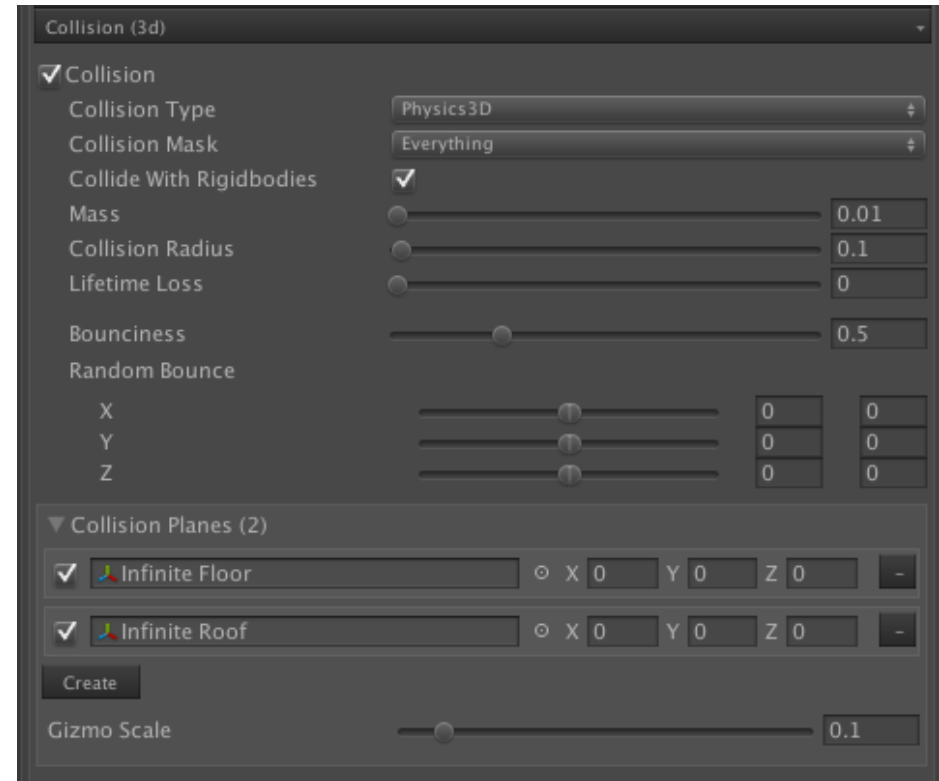 Collision (3d)
Collision
Collision Type Physics3D
Collision Mask Everything
Collide With Rigidbodies
Mass 0.01
Collision Radius 0.1
Lifetime Loss 0
Bounciness 0.5
Random Bounce
X 0 0
Y 0 0
Z 0 0
Collision Planes (2)
Infinite Floor X 0 Y 0 Z 0 -
Infinite Roof X 0 Y 0 Z 0 -
Create
Gizmo Scale 0.1